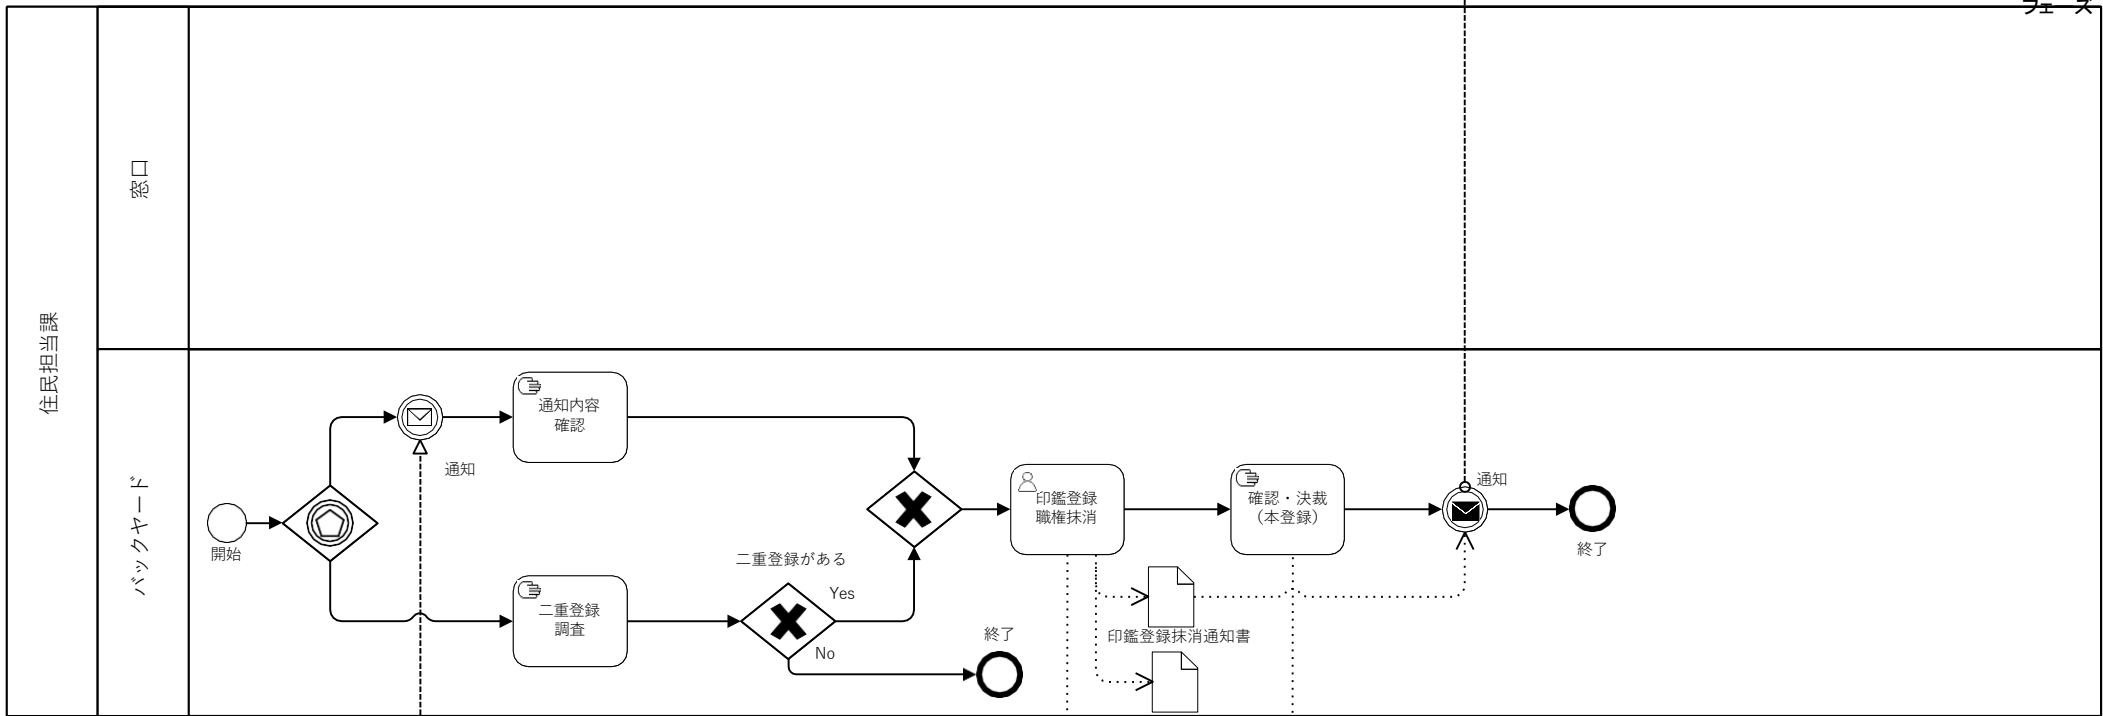 フェーズ
住民担当課
窓口
バックヤード
開始
通知
通知内容
確認
二重登録
調査
二重登録がある
Yes
No
終了
印鑑登録
職権抹消
確認・決裁
（本登録）
通知
終了
印鑑登録抹消通知書